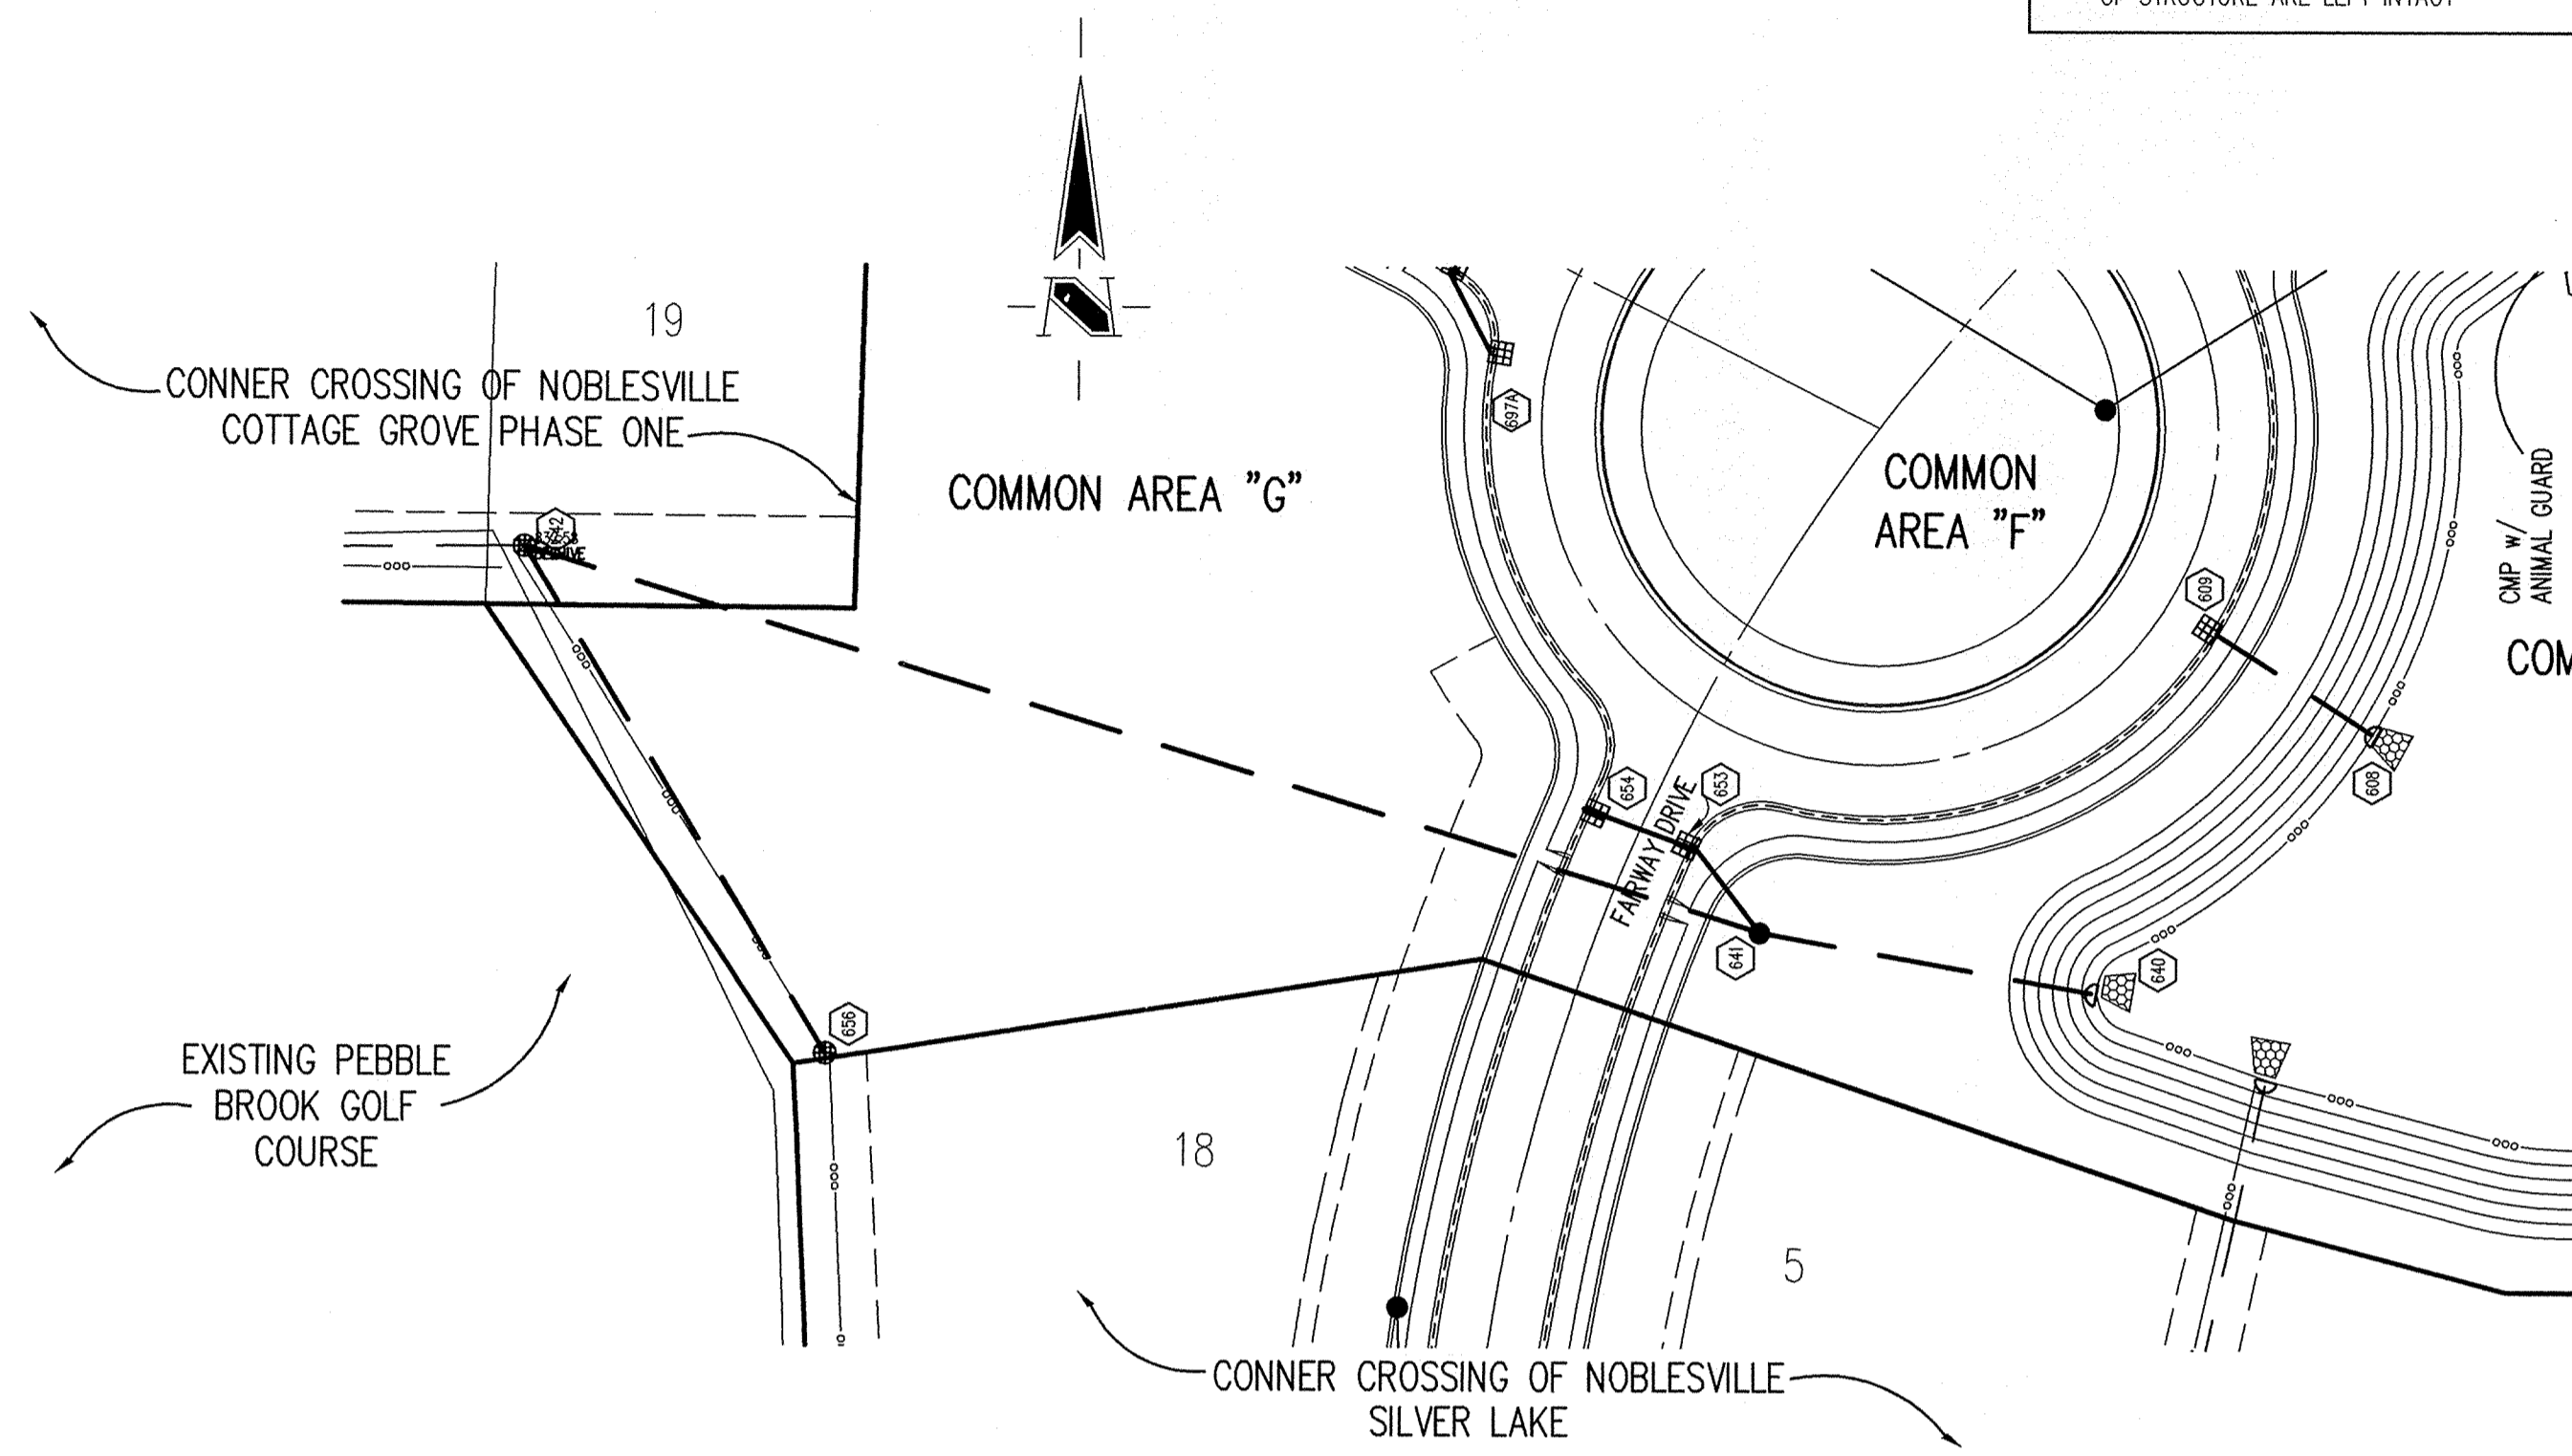 19
CONNER CROSSING OF NOBLESVILLE
COTTAGE GROVE PHASE ONE
COMMON AREA "G"
697A
COMMON
AREA "F"
CMP w/
ANIMAL GUARD
609
COM
608
654
653
FAIRWAY DRIVE
641
640
656
EXISTING PEBBLE
BROOK GOLF
COURSE
18
5
CONNER CROSSING OF NOBLESVILLE
SILVER LAKE